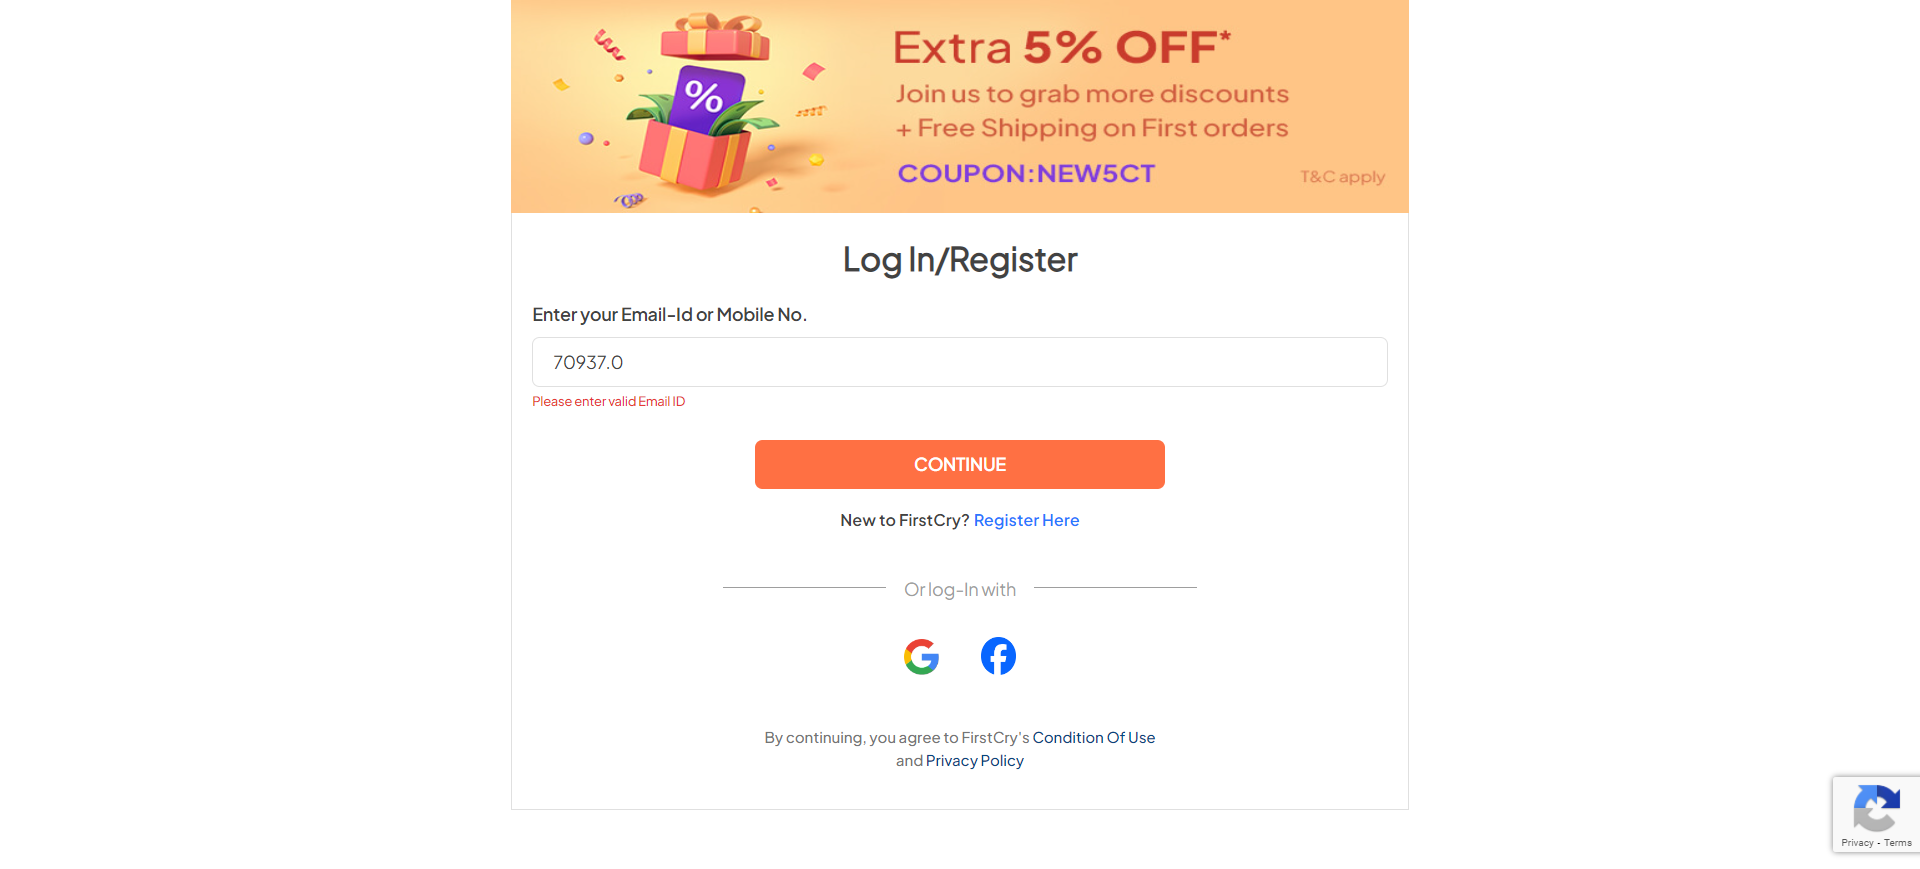 %
Extra 5% OFF*
Join us to grab more discounts
+ Free Shipping on First orders
COUPON:NEW5CT
T&C apply
Log In/Register
Enter your Email-Id or Mobile No.
70937.0
Please enter valid Email ID
CONTINUE
New to FirstCry? Register Here
Or log-In with
By continuing, you agree to FirstCry's Condition Of Use
and Privacy Policy
Privacy - Terms